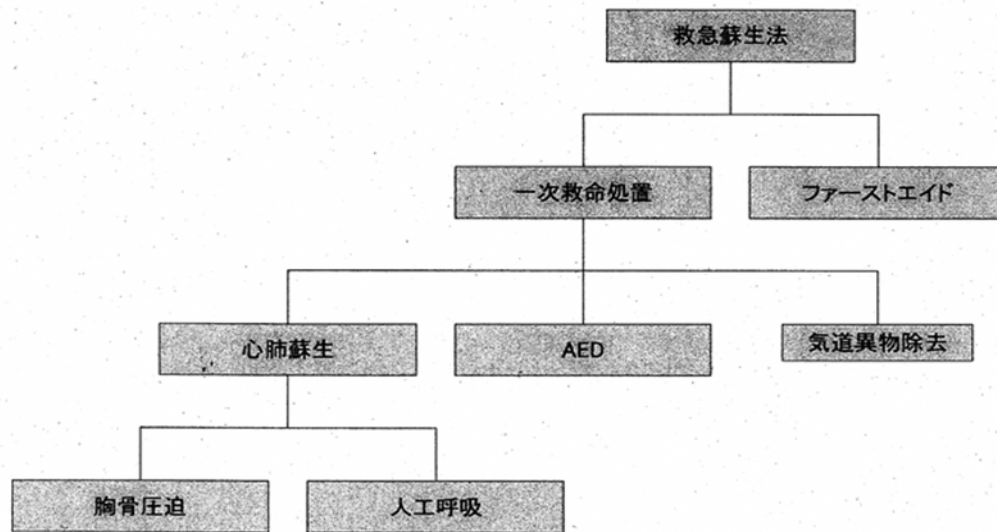 救急蘇生法
一次救命処置
ファーストエイド
心肺蘇生
AED
気道異物除去
胸骨圧迫
人工呼吸